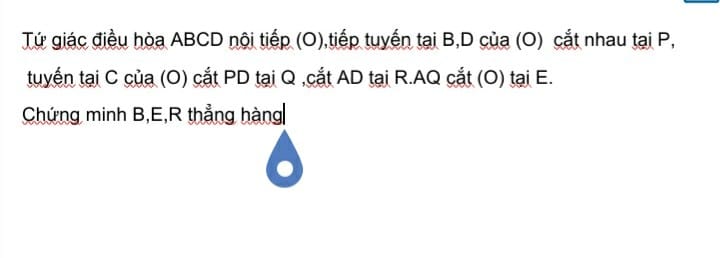 Tứ giác điều hòa ABCD nội tiếp (O),tiếp tuyến tại B,D của (O) cắt nhau tại P,
tuyến tại C của (O) cắt PD tại Q ,cắt AD tại R.AQ cắt (O) tại E.
Chứng minh B,E,R thẳng hàng